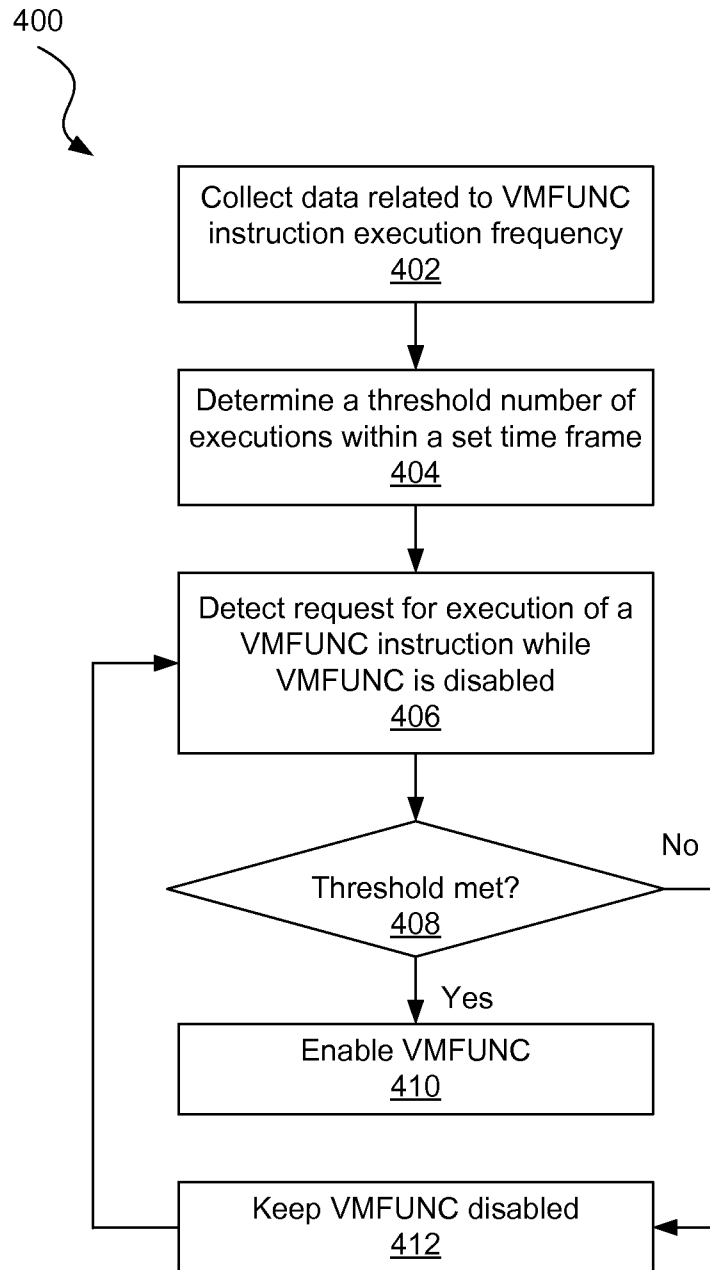 400
Collect data related to VMFUNC
instruction execution frequency
402
Determine a threshold number of
executions within a set time frame
404
Detect request for execution of a
VMFUNC instruction while
VMFUNC is disabled
406
No
Threshold met?
408
Yes
Enable VMFUNC
410
Keep VMFUNC disabled
412